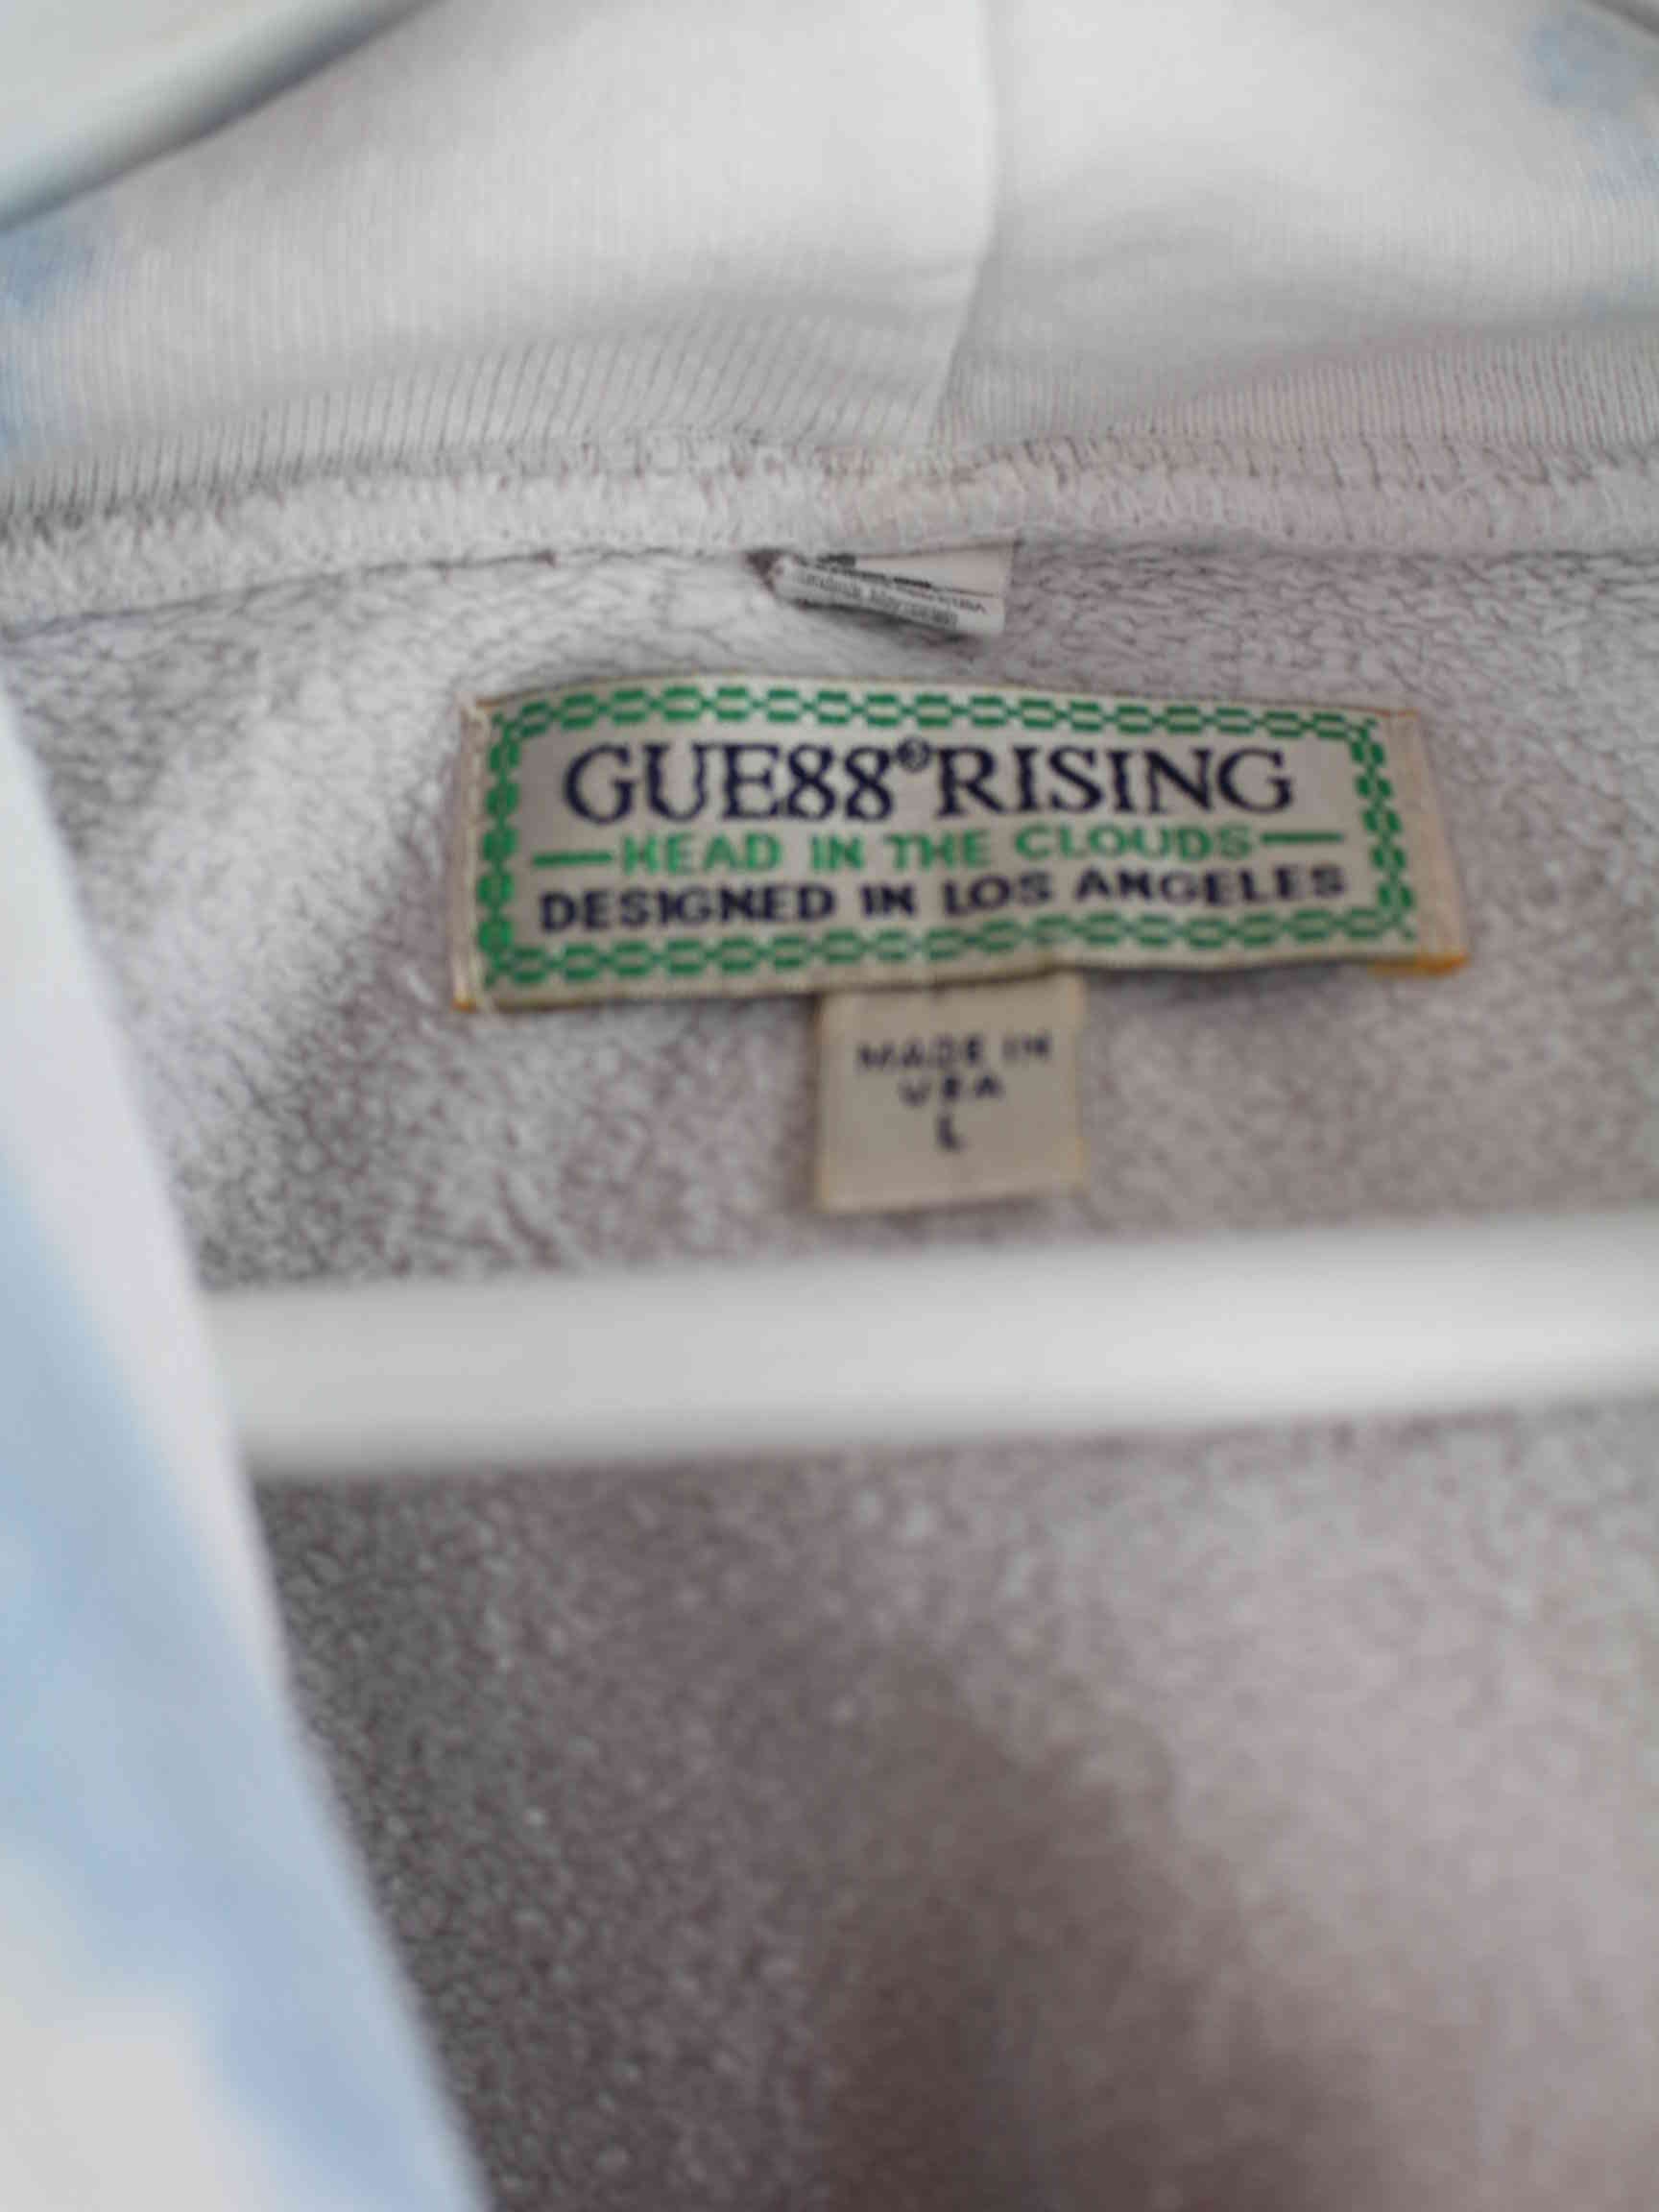 GUE88®RISING
HEAD IN THE CLOUDS
DESIGNED IN LOS ANGELES
MADE IN
USA
L